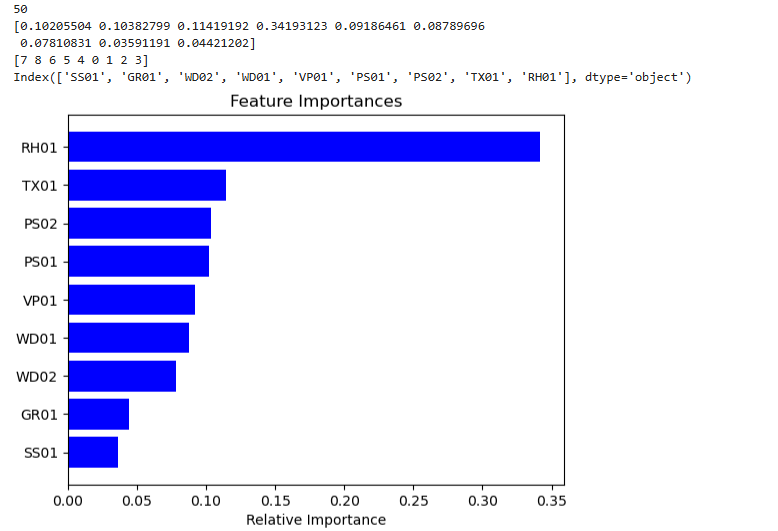 50
[0.10205504 0.10382799 0.11419192 0.34193123 0.09186461 0.08789696
0.07810831 0.03591191 0.04421202]
[7 8 6 5 4 0 1 2 3]
Index(['SS01', 'GR01', 'WD02', 'WD01', 'VP01', 'PS01', 'PS02', 'TX01', 'RH01'], dtype='object')
Feature Importances
RH01
TX01
PS02
PS01
VP01
WD01
WD02
GR01
SS01
0.00 0.05 0.10 0.15 0.20 0.25 0.30 0.35
Relative Importance